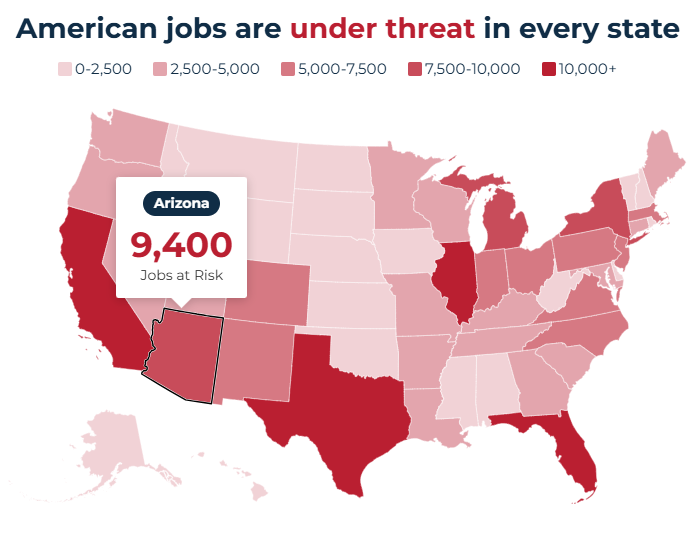 American jobs are under threat in every state
0-2,500 2,500-5,000 5,000-7,500 7,500-10,000 10,000+
Arizona
9,400
Jobs at Risk